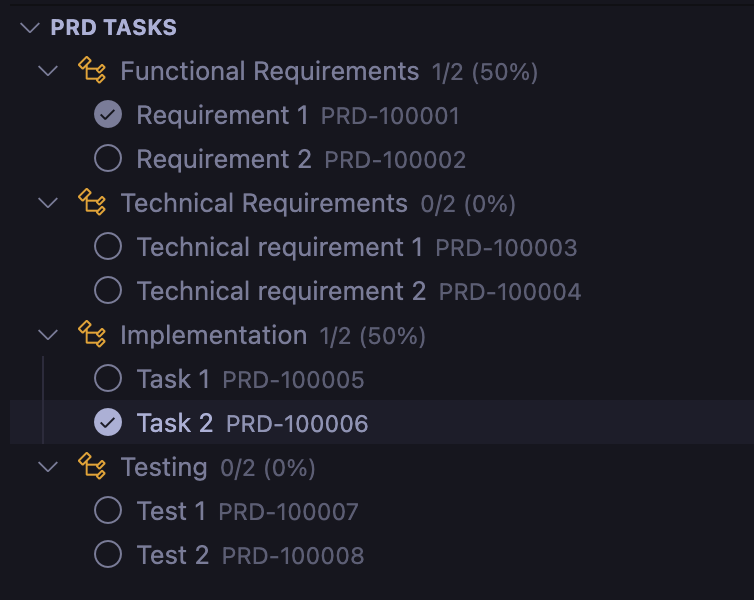 PRD TASKS
Functional Requirements 1/2 (50%)
Requirement 1 PRD-100001
Requirement 2 PRD-100002
Technical Requirements 0/2 (0%)
Technical requirement 1 PRD-100003
Technical requirement 2 PRD-100004
Implementation 1/2 (50%)
Task 1 PRD-100005
Task 2 PRD-100006
Testing 0/2 (0%)
Test 1 PRD-100007
Test 2 PRD-100008